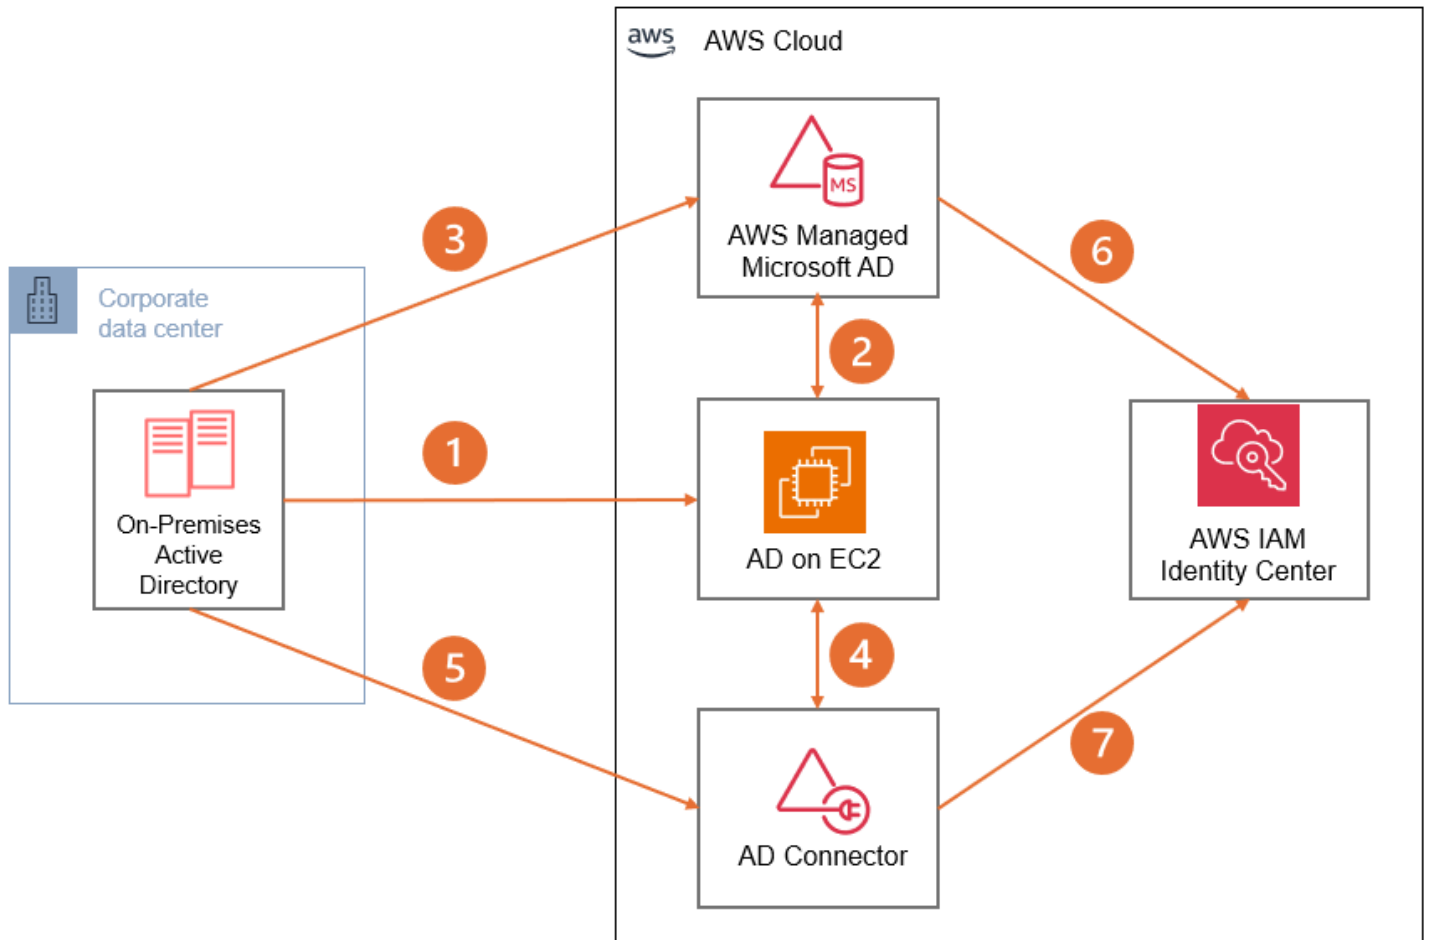 aws
AWS Cloud
MS
AWS Managed
Microsoft AD
3
6
Corporate
data center
2
1
On-Premises
Active
Directory
AD on EC2
AWS IAM
Identity Center
5
4
7
AD Connector